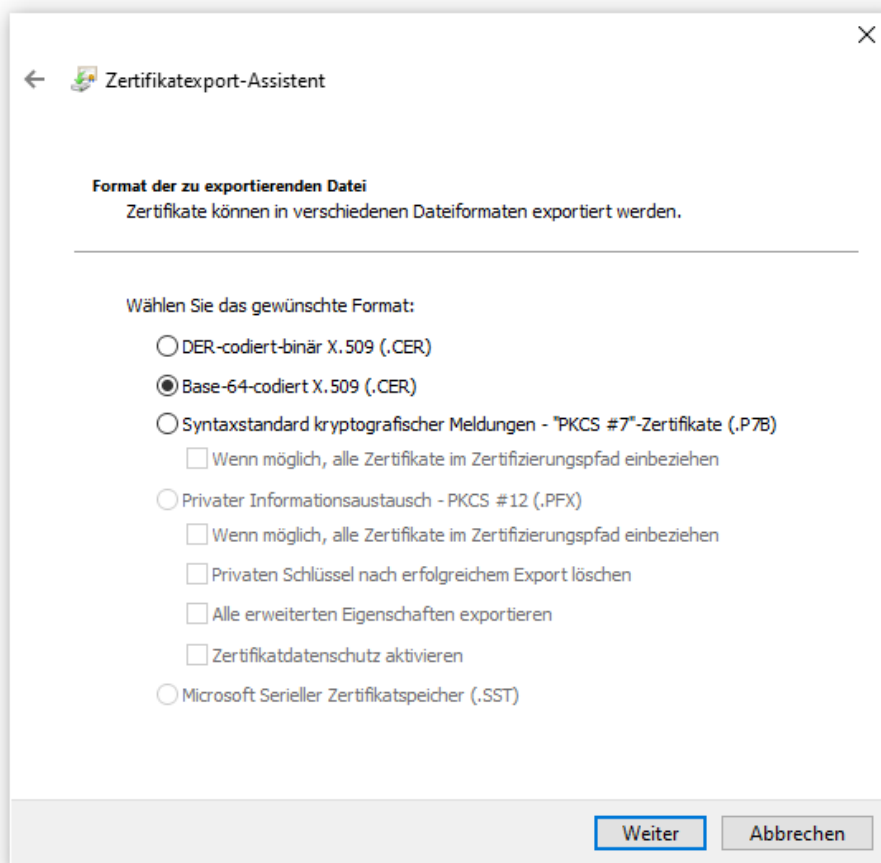 Zertifikatexport-Assistent
Format der zu exportierenden Datei
Zertifikate können in verschiedenen Dateiformaten exportiert werden.
Wählen Sie das gewünschte Format:
DER-codiert-binär X.509 (.CER)
Base-64-codiert X.509 (.CER)
Syntaxstandard kryptografischer Meldungen - "PKCS #7"-Zertifikate (.P7B)
Wenn möglich, alle Zertifikate im Zertifizierungspfad einbeziehen
Privater Informationsaustausch - PKCS #12 (.PFX)
Wenn möglich, alle Zertifikate im Zertifizierungspfad einbeziehen
Privaten Schlüssel nach erfolgreichem Export löschen
Alle erweiterten Eigenschaften exportieren
Zertifikatdatenschutz aktivieren
Microsoft Serieller Zertifikatspeicher (.SST)
Weiter Abbrechen